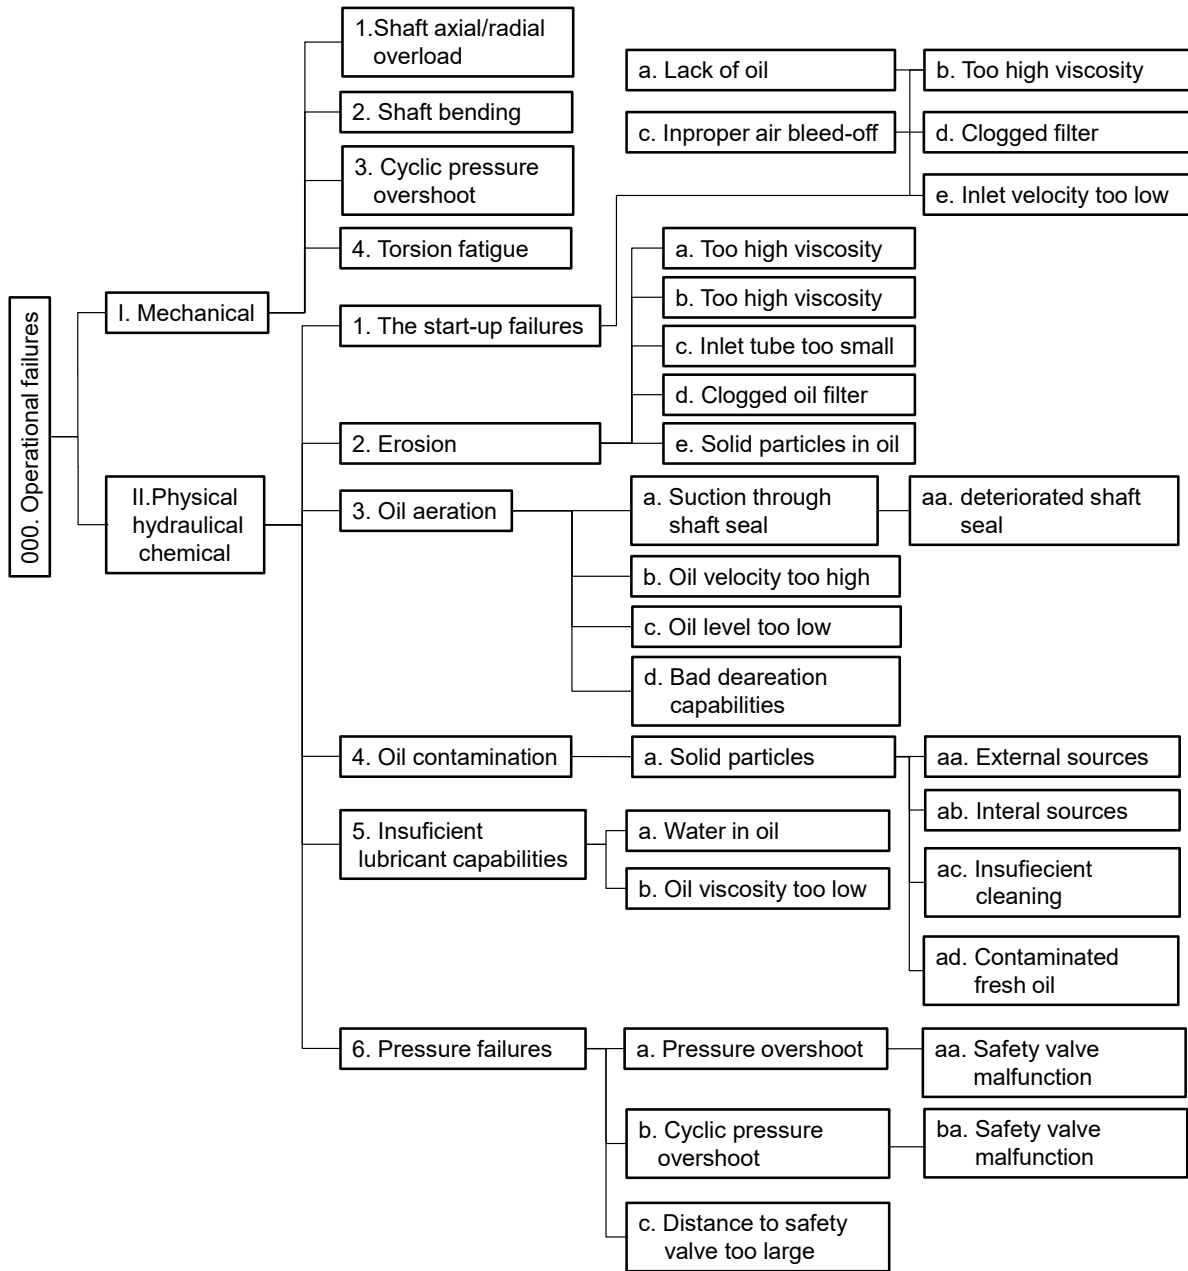 000. Operational failures
I. Mechanical
1.Shaft axial/radial
overload
2. Shaft bending
3. Cyclic pressure
overshoot
4. Torsion fatigue
II.Physical
hydraulical
chemical
1. The start-up failures
a. Lack of oil
b. Too high viscosity
c. Inproper air bleed-off
d. Clogged filter
e. Inlet velocity too low
2. Erosion
a. Too high viscosity
b. Too high viscosity
c. Inlet tube too small
d. Clogged oil filter
e. Solid particles in oil
3. Oil aeration
a. Suction through
shaft seal
aa. deteriorated shaft
seal
b. Oil velocity too high
c. Oil level too low
d. Bad deareation
capabilities
4. Oil contamination
a. Solid particles
aa. External sources
ab. Interal sources
ac. Insufiecient
cleaning
ad. Contaminated
fresh oil
5. Insuficient
lubricant capabilities
a. Water in oil
b. Oil viscosity too low
6. Pressure failures
a. Pressure overshoot
aa. Safety valve
malfunction
b. Cyclic pressure
overshoot
ba. Safety valve
malfunction
c. Distance to safety
valve too large